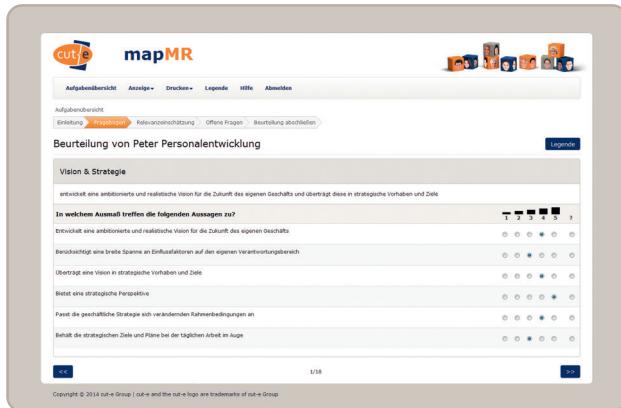 cut-e
mapMR
Aufgabenübersicht Anzeige Drucken Legende Hilfe Abmelden
Aufgabenübersicht
Einleitung Fragebogen Relevanzeinschätzung Offene Fragen Beurteilung abschließen
Beurteilung von Peter Personalentwicklung
Legende
Vision & Strategie
entwickelt eine ambitionierte und realistische Vision für die Zukunft des eigenen Geschäfts und überträgt diese in strategische Vorhaben und Ziele
In welchem Ausmaß treffen die folgenden Aussagen zu? 1 2 3 4 5 ?
Entwickelt eine ambitionierte und realistische Vision für die Zukunft des eigenen Geschäfts
Berücksichtigt eine breite Spanne an Einflussfaktoren auf den eigenen Verantwortungsbereich
Überträgt eine Vision in strategische Vorhaben und Ziele
Bietet eine strategische Perspektive
Passt die geschäftliche Strategie sich verändernden Rahmenbedingungen an
Behält die strategischen Ziele und Pläne bei der täglichen Arbeit im Auge
<< 1/18 >>
Copyright © 2014 cut-e Group | cut-e and the cut-e logo are trademarks of cut-e Group